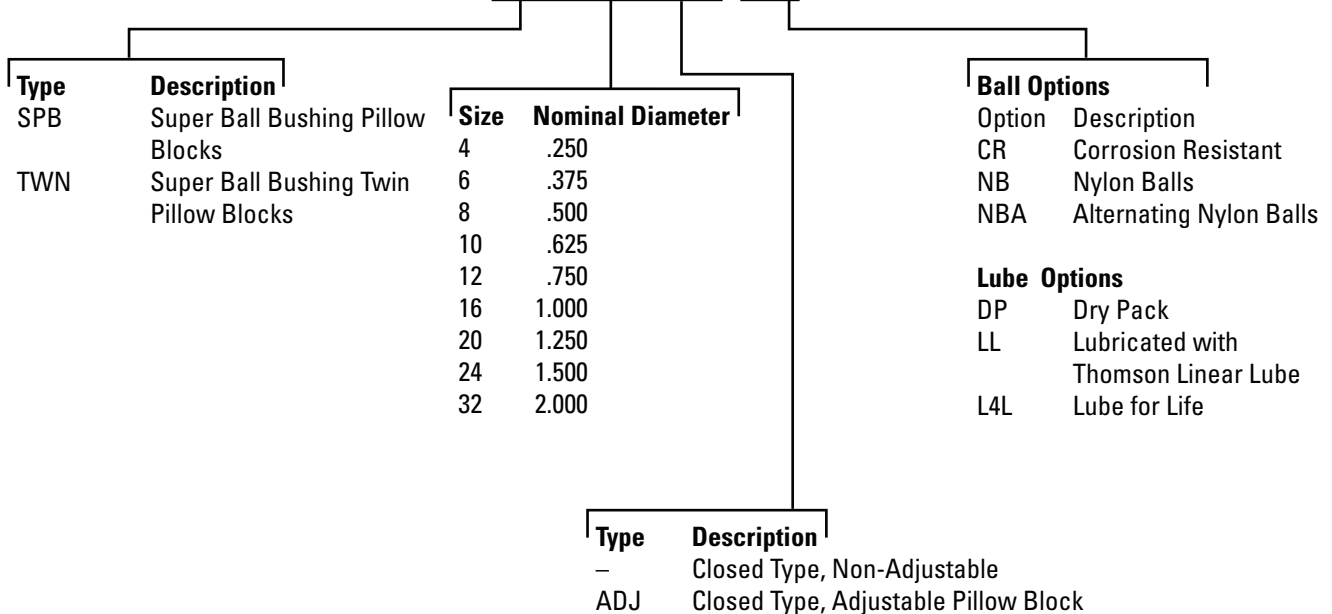 Type Description
SPB Super Ball Bushing Pillow
Blocks
TWN Super Ball Bushing Twin
Pillow Blocks
Size Nominal Diameter
4 .250
6 .375
8 .500
10 .625
12 .750
16 1.000
20 1.250
24 1.500
32 2.000
Ball Options
Option Description
CR Corrosion Resistant
NB Nylon Balls
NBA Alternating Nylon Balls
Lube Options
DP Dry Pack
LL Lubricated with
Thomson Linear Lube
L4L Lube for Life
Type Description
– Closed Type, Non-Adjustable
ADJ Closed Type, Adjustable Pillow Block